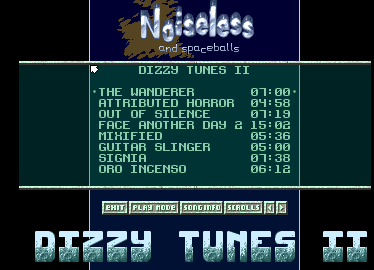 Noiseless
and spaceballs
DIZZY TUNES II
THE WANDERER 07:00
ATTRIBUTED HORROR 04:58
OUT OF SILENCE 07:19
FACE ANOTHER DAY 2 15:02
MIXIFIED 05:36
GUITAR SLINGER 05:00
SIGNIA 07:38
ORO INCENSO 06:12
EXIT PLAY MODE SONGINFO SCROLLS
DIZZY TUNES II